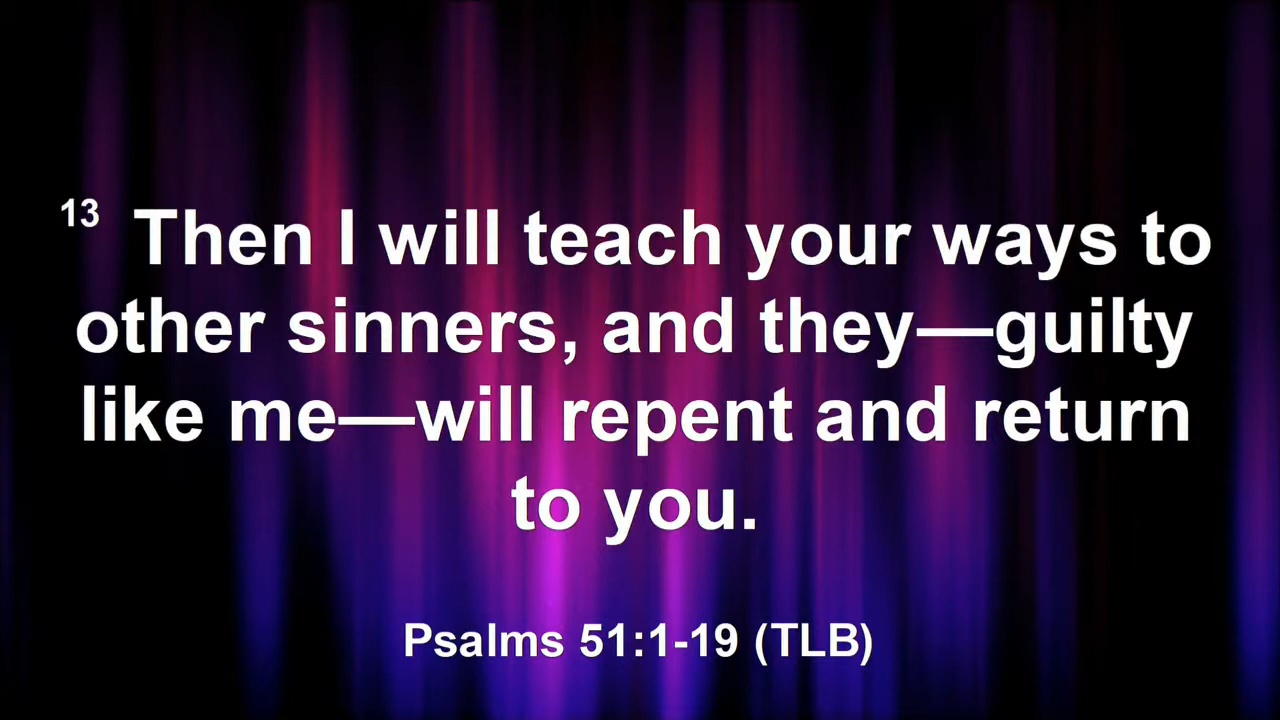 13 Then I will teach your ways to
other sinners, and they—guilty
like me—will repent and return
to you.
Psalms 51:1-19 (TLB)